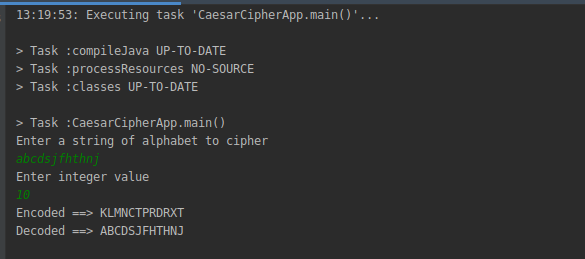 13:19:53: Executing task 'CaesarCipherApp.main()'...
> Task :compileJava UP-TO-DATE
> Task :processResources NO-SOURCE
> Task :classes UP-TO-DATE
> Task :CaesarCipherApp.main()
Enter a string of alphabet to cipher
abcdsjfhthnj
Enter integer value
10
Encoded ==> KLMNCTPRDRXT
Decoded ==> ABCDSJFHTHNJ